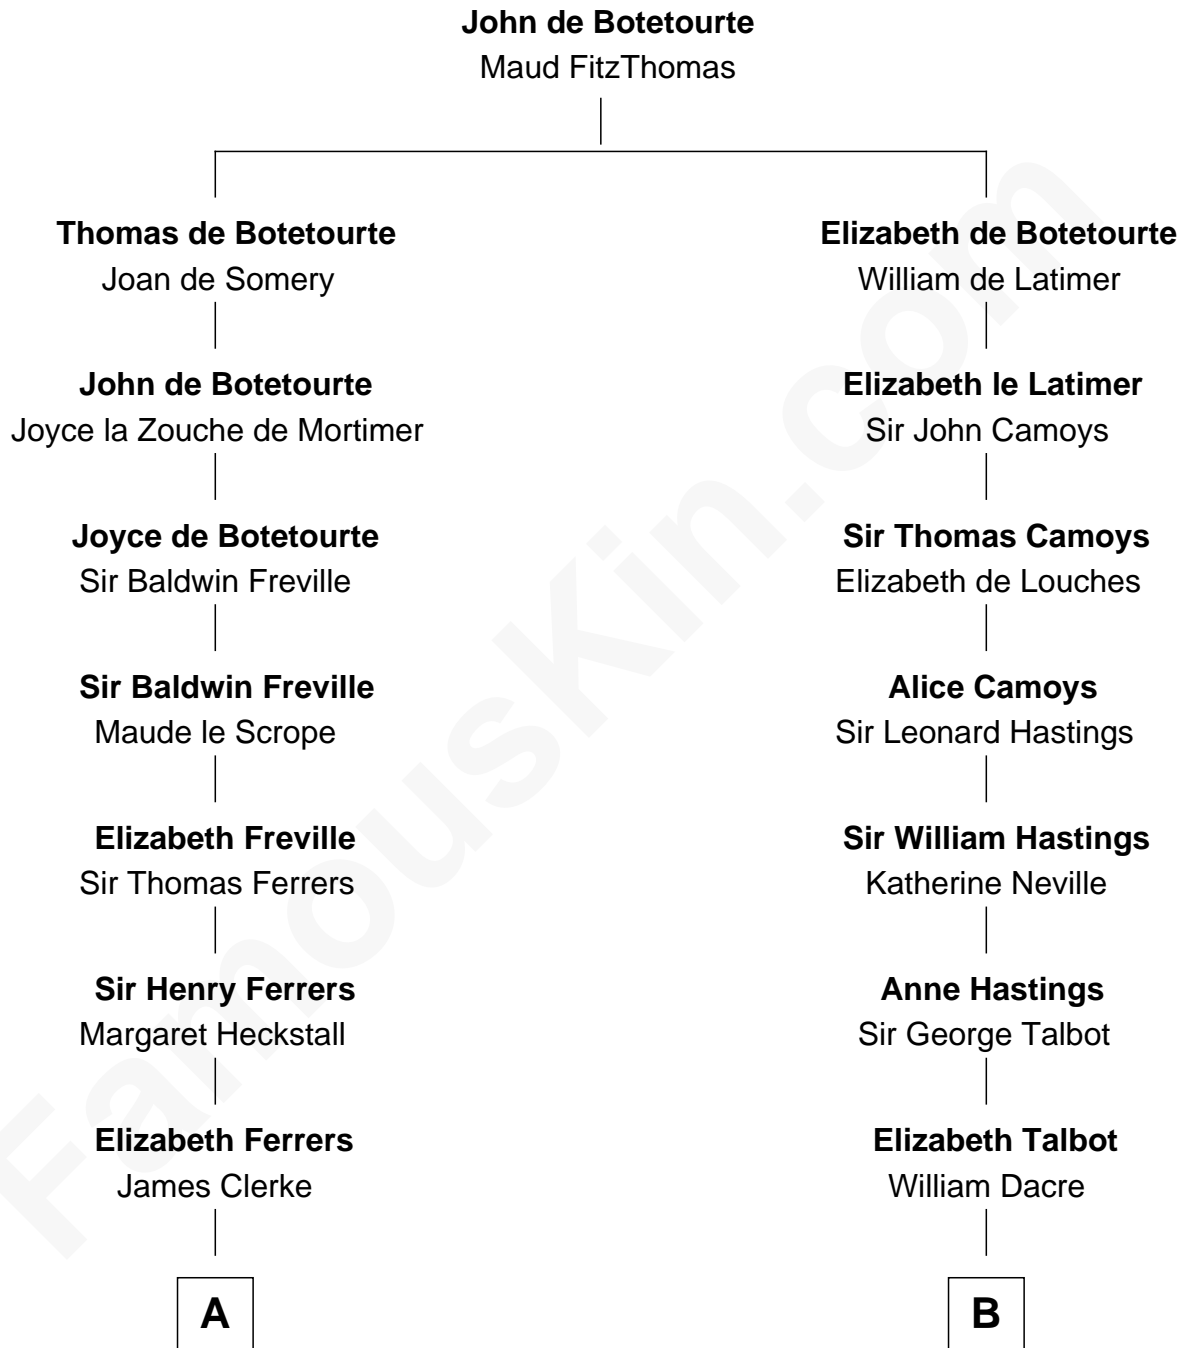 John de Botetourte
Maud FitzThomas
Thomas de Botetourte
Joan de Somery
Elizabeth de Botetourte
William de Latimer
John de Botetourte
Joyce la Zouche de Mortimer
Elizabeth le Latimer
Sir John Camoys
Joyce de Botetourte
Sir Baldwin Freville
Sir Thomas Camoys
Elizabeth de Louches
Sir Baldwin Freville
Maude le Scrope
Alice Camoys
Sir Leonard Hastings
Elizabeth Freville
Sir Thomas Ferrers
Sir William Hastings
Katherine Neville
Sir Henry Ferrers
Margaret Heckstall
Anne Hastings
Sir George Talbot
Elizabeth Ferrers
James Clerke
Elizabeth Talbot
William Dacre
A
B
FamousKin.com